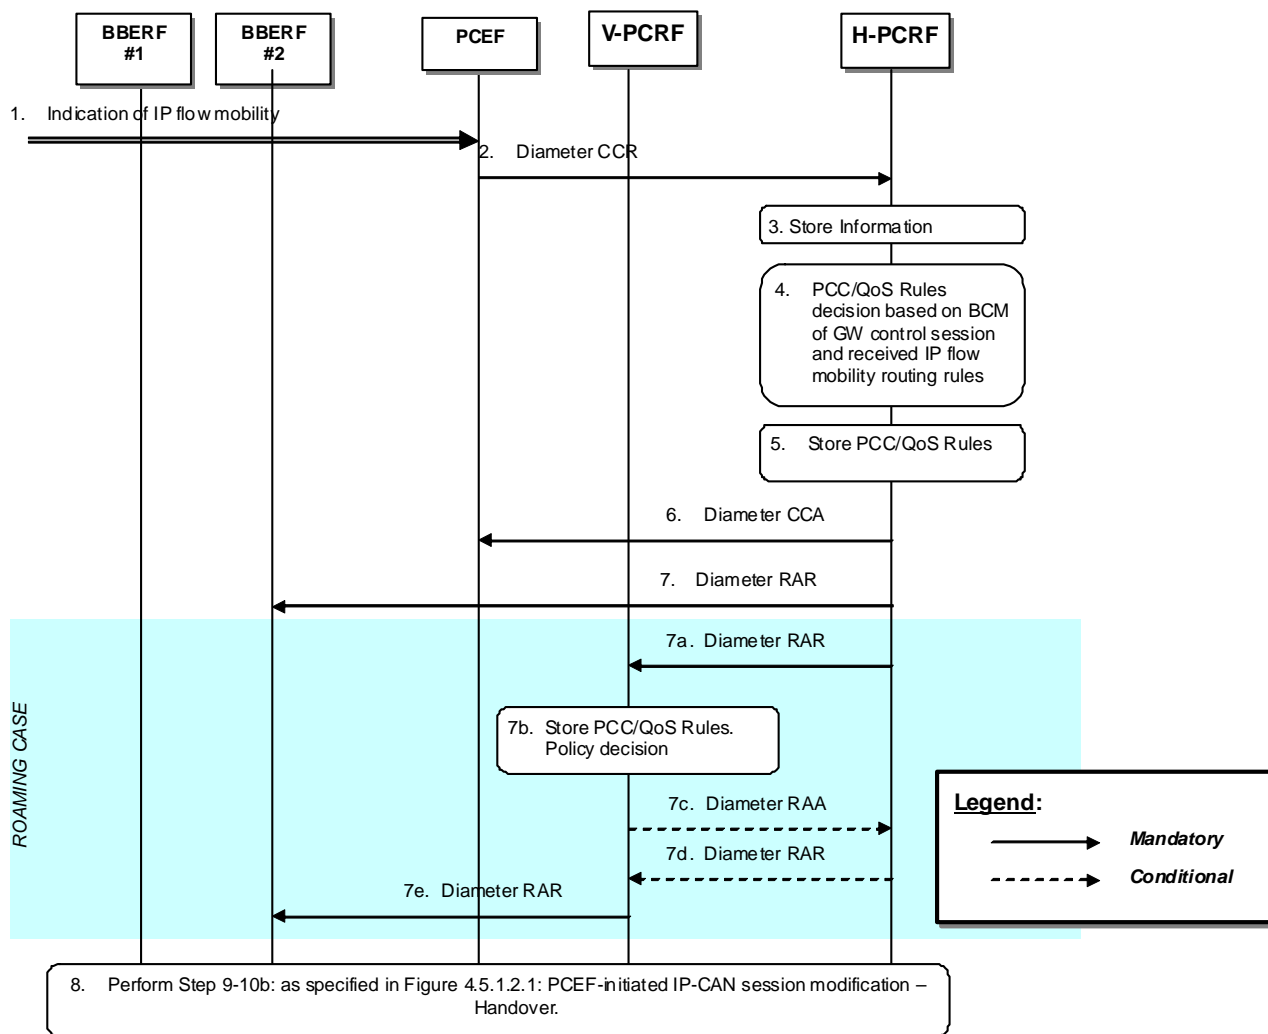 BBERF
#1
BBERF
#2
PCEF
V-PCRF
H-PCRF
1. Indication of IP flow mobility
2. Diameter CCR
3. Store Information
4. PCC/QoS Rules
decision based on BCM
of GW control session
and received IP flow
mobility routing rules
5. Store PCC/QoS Rules
6. Diameter CCA
7. Diameter RAR
ROAMING CASE
7a. Diameter RAR
7b. Store PCC/QoS Rules.
Policy decision
7c. Diameter RAA
7d. Diameter RAR
7e. Diameter RAR
Legend:
Mandatory
Conditional
8. Perform Step 9-10b: as specified in Figure 4.5.1.2.1: PCEF-initiated IP-CAN session modification –
Handover.